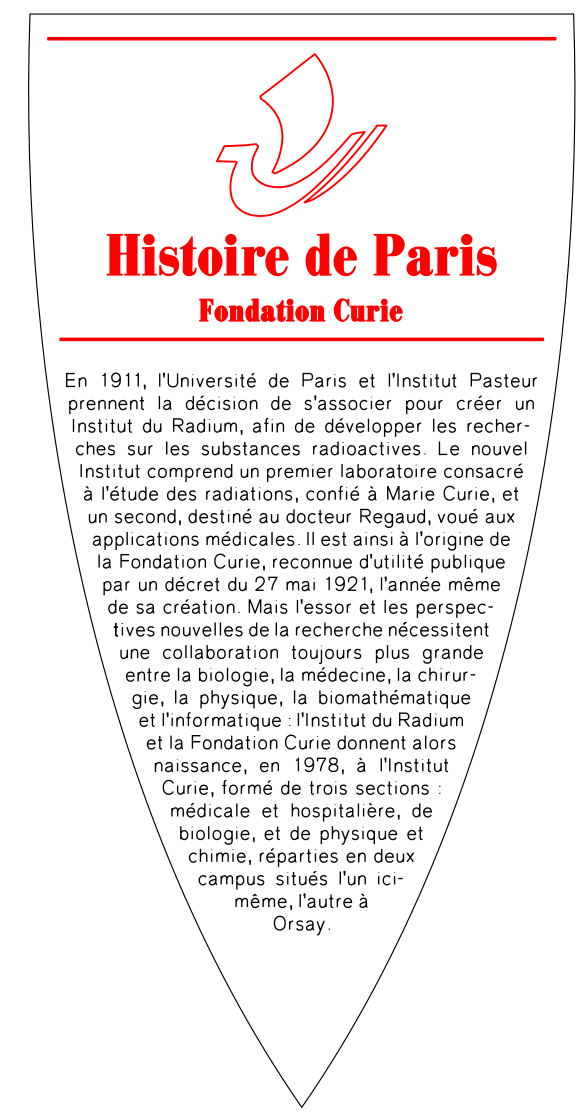 Histoire de Paris
Fondation Curie
En 1911, l'Université de Paris et l'Institut Pasteur
prennent la décision de s'associer pour créer un
Institut du Radium, afin de développer les recher-
ches sur les substances radioactives. Le nouvel
Institut comprend un premier laboratoire consacré
à l'étude des radiations, confié à Marie Curie, et
un second, destiné au docteur Regaud, voué aux
applications médicales. Il est ainsi à l'origine de
la Fondation Curie, reconnue d'utilité publique
par un décret du 27 mai 1921, l'année même
de sa création. Mais l'essor et les perspec-
tives nouvelles de la recherche nécessitent
une collaboration toujours plus grande
entre la biologie, la médecine, la chirur-
gie, la physique, la biomathématique
et l'informatique : l'Institut du Radium
et la Fondation Curie donnent alors
naissance, en 1978, à l'Institut
Curie, formé de trois sections :
médicale et hospitalière, de
biologie, et de physique et
chimie, réparties en deux
campus situés l'un ici-
même, l'autre à
Orsay.